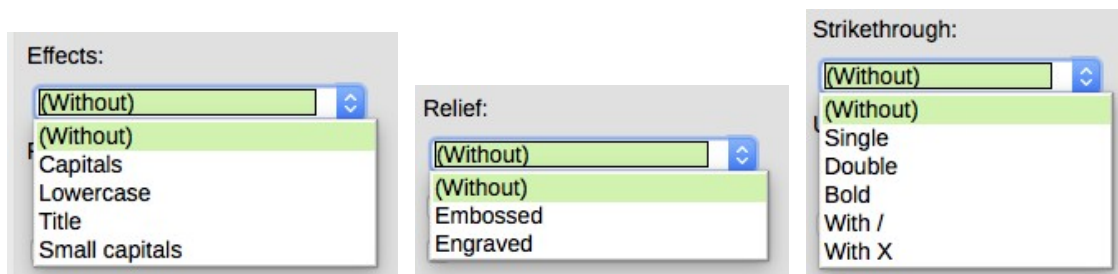 Effects:
(Without)
(Without)
Capitals
Lowercase
Title
Small capitals
Relief:
(Without)
(Without)
Embossed
Engraved
Strikethrough:
(Without)
(Without)
Single
Double
Bold
With /
With X